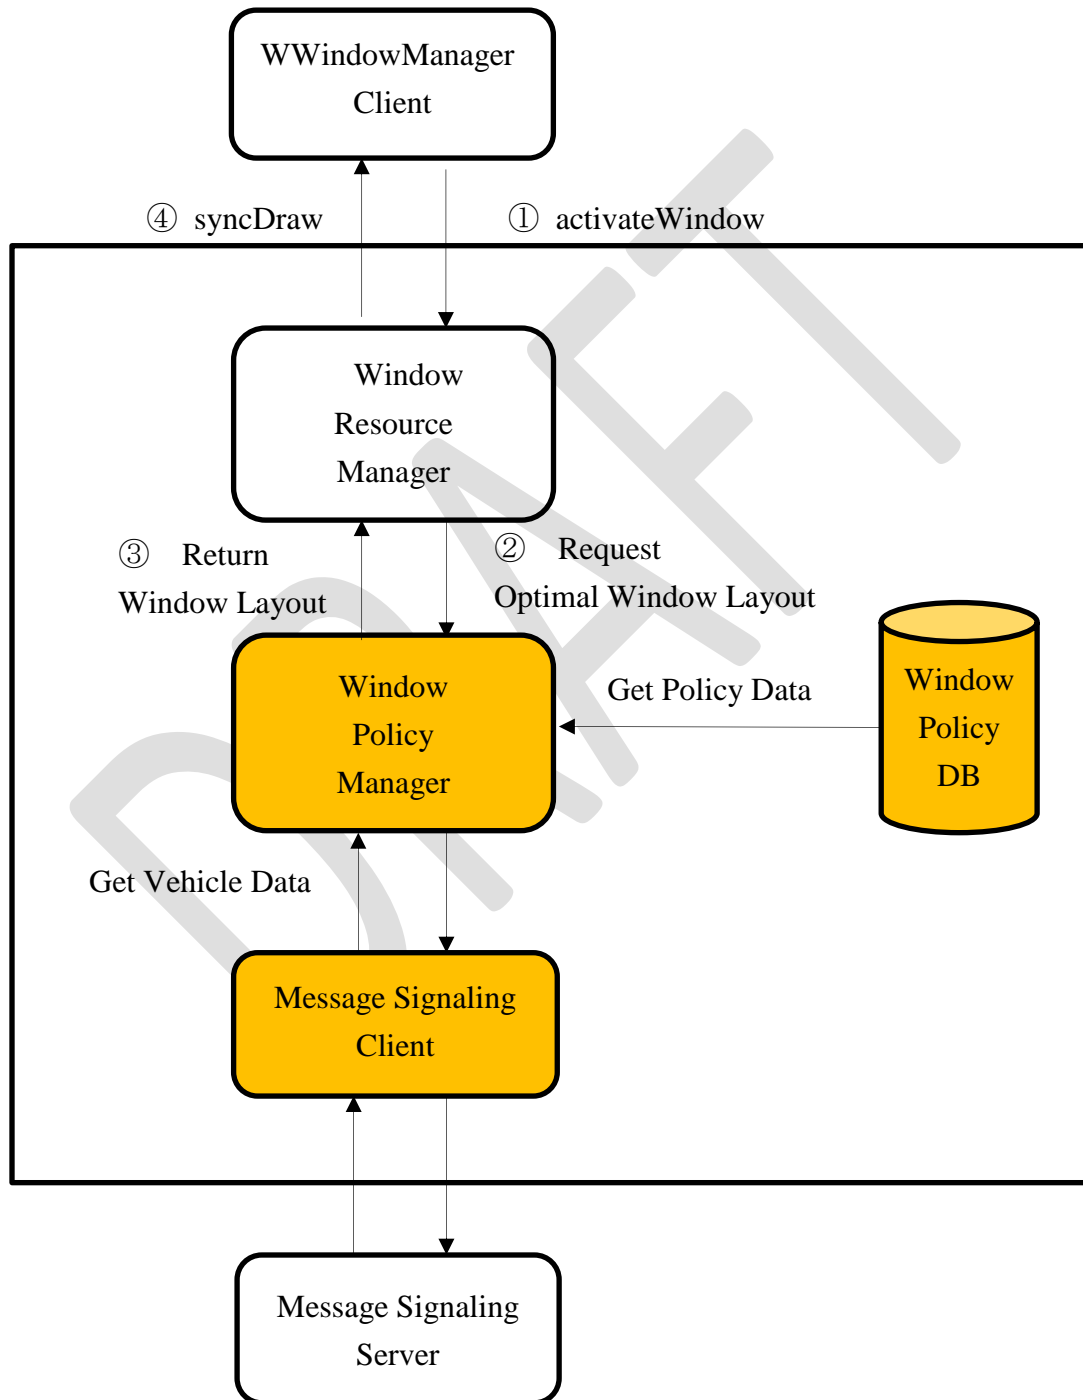 WWindowManager
Client
④ syncDraw
① activateWindow
Window
Resource
Manager
③ Return
Window Layout
② Request
Optimal Window Layout
Window
Policy
Manager
Get Policy Data
Window
Policy
DB
Get Vehicle Data
Message Signaling
Client
Message Signaling
Server
DRAFT